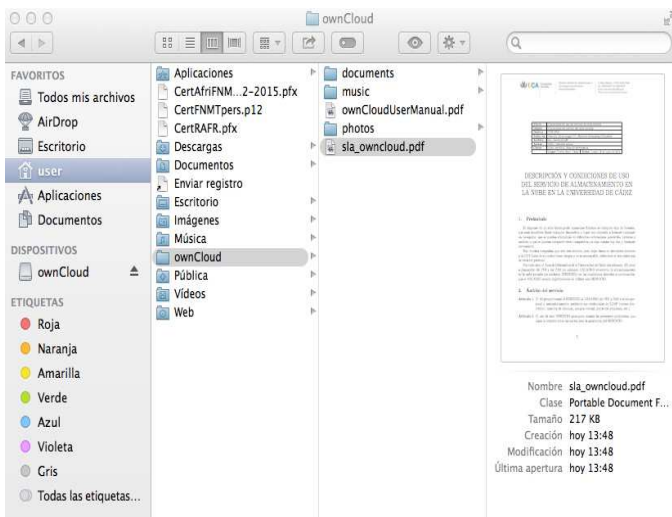 ownCloud
FAVORITOS
Todos mis archivos
AirDrop
Escritorio
user
Aplicaciones
Documentos
DISPOSITIVOS
ownCloud
ETIQUETAS
Roja
Naranja
Amarilla
Verde
Azul
Violeta
Gris
Todas las etiquetas...
Aplicaciones
CertAfriFNM...2-2015.pfx
CertFNMTpers.p12
CertRAFR.pfx
Descargas
Documentos
Enviar registro
Escritorio
Imágenes
Música
ownCloud
Pública
Vídeos
Web
documents
music
ownCloudUserManual.pdf
photos
sla_owncloud.pdf
DESCRIPCIÓN Y CONDICIONES DE USO
DEL SERVICIO DE ALMACENAMIENTO EN
LA NUBE EN LA UNIVERSIDAD DE CÁDIZ
Nombre sla_owncloud.pdf
Clase Portable Document F...
Tamaño 217 KB
Creación hoy 13:48
Modificación hoy 13:48
Última apertura hoy 13:48